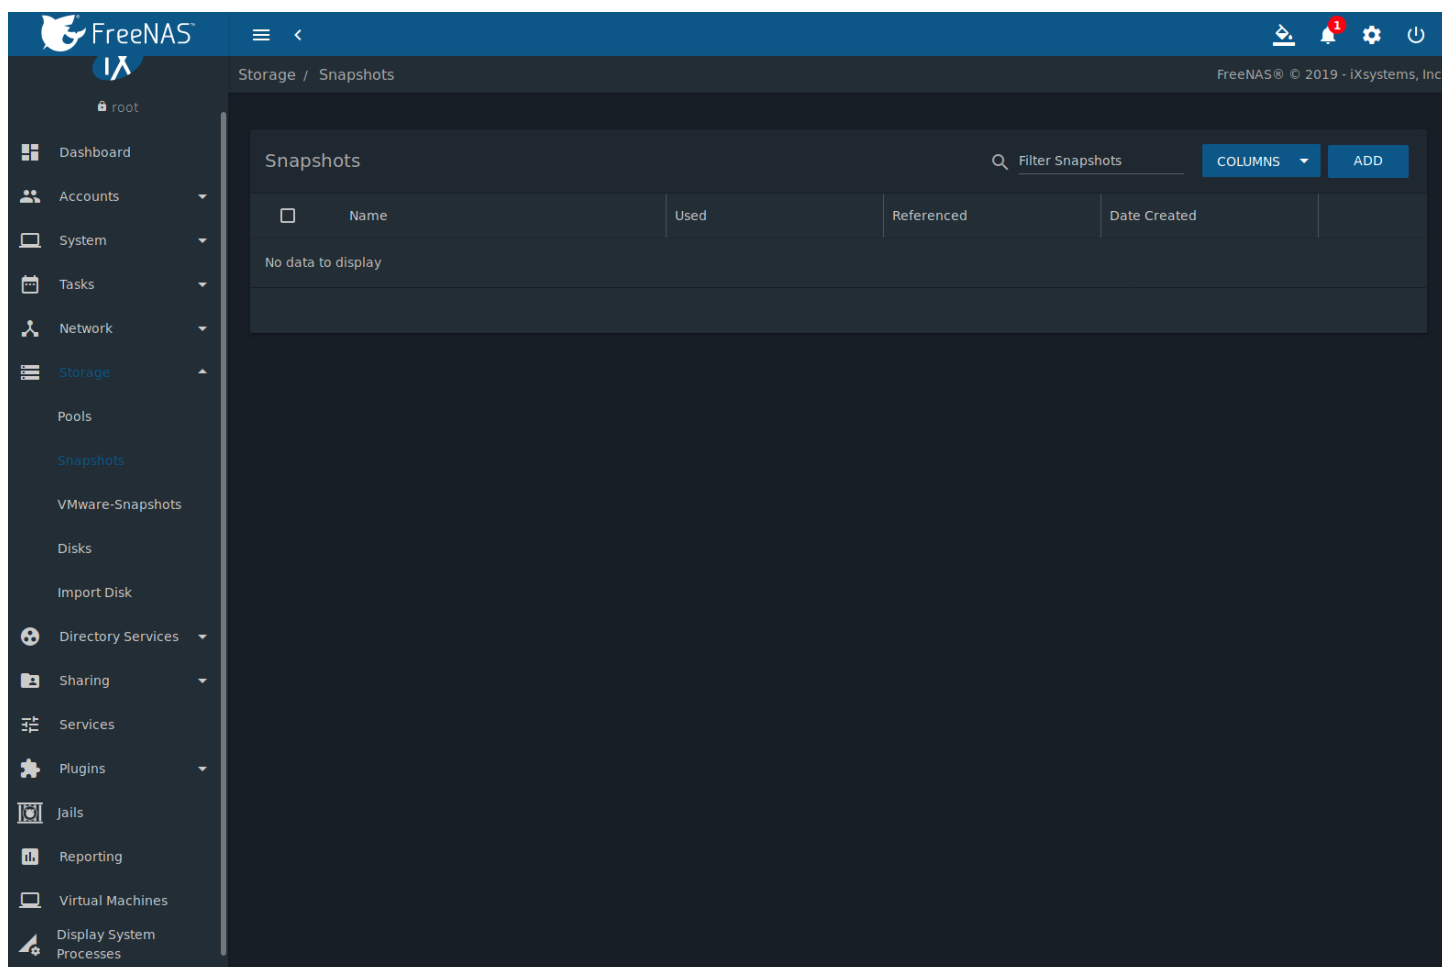 FreeNAS™
1
iX
root
Storage / Snapshots
FreeNAS® © 2019 - iXsystems, Inc
Dashboard
Accounts
System
Tasks
Network
Storage
Pools
Snapshots
VMware-Snapshots
Disks
Import Disk
Directory Services
Sharing
Services
Plugins
Jails
Reporting
Virtual Machines
Display System
Processes
Snapshots
Filter Snapshots
COLUMNS
ADD
Name Used Referenced Date Created
No data to display